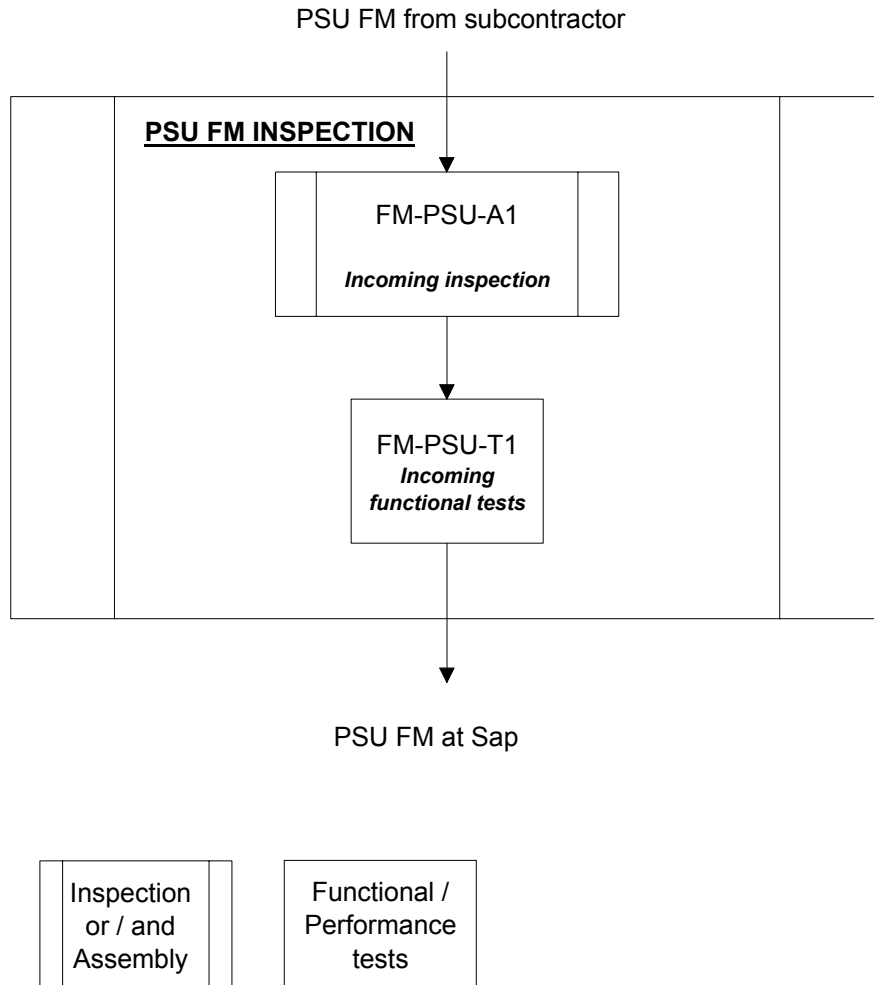 PSU FM from subcontractor
PSU FM INSPECTION
FM-PSU-A1
Incoming inspection
FM-PSU-T1
Incoming
functional tests
PSU FM at Sap
Inspection
or / and
Assembly
Functional /
Performance
tests